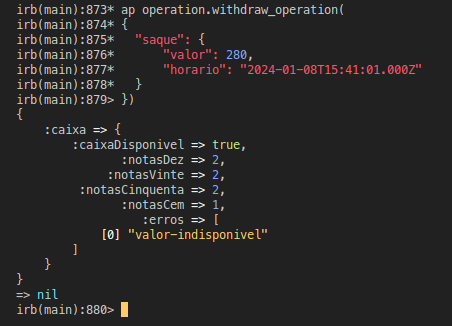 irb(main):873* ap operation.withdraw_operation(
irb(main):874* {
irb(main):875*   "saque": {
irb(main):876*       "valor": 280,
irb(main):877*       "horario": "2024-01-08T15:41:01.000Z"
irb(main):878*   }
irb(main):879> })
{
    :caixa => {
        :caixaDisponivel => true,
               :notasDez => 2,
             :notasVinte => 2,
         :notasCinquenta => 2,
               :notasCem => 1,
                  :erros => [
            [0] "valor-indisponivel"
        ]
    }
}
=> nil
irb(main):880>